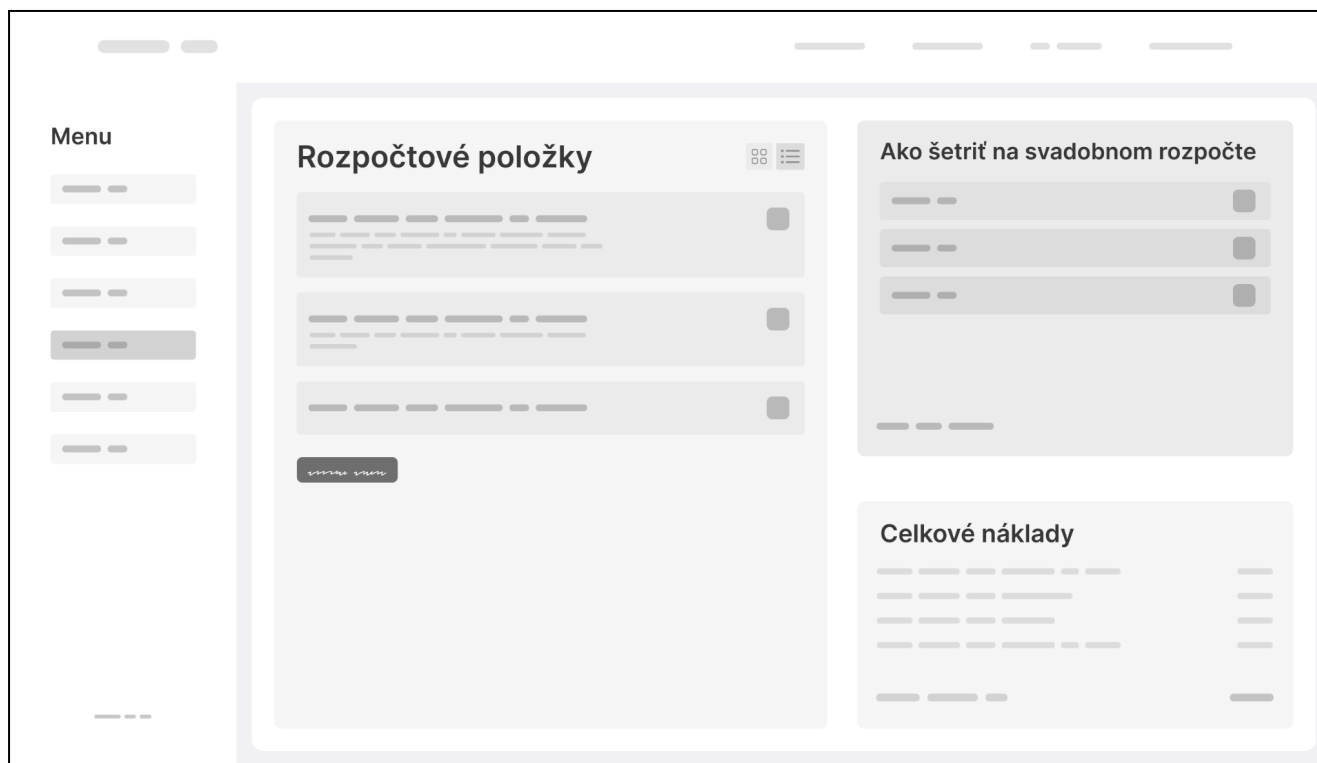 Menu
Rozpočtové položky
Ako šetriť na svadobnom rozpočte
Celkové náklady